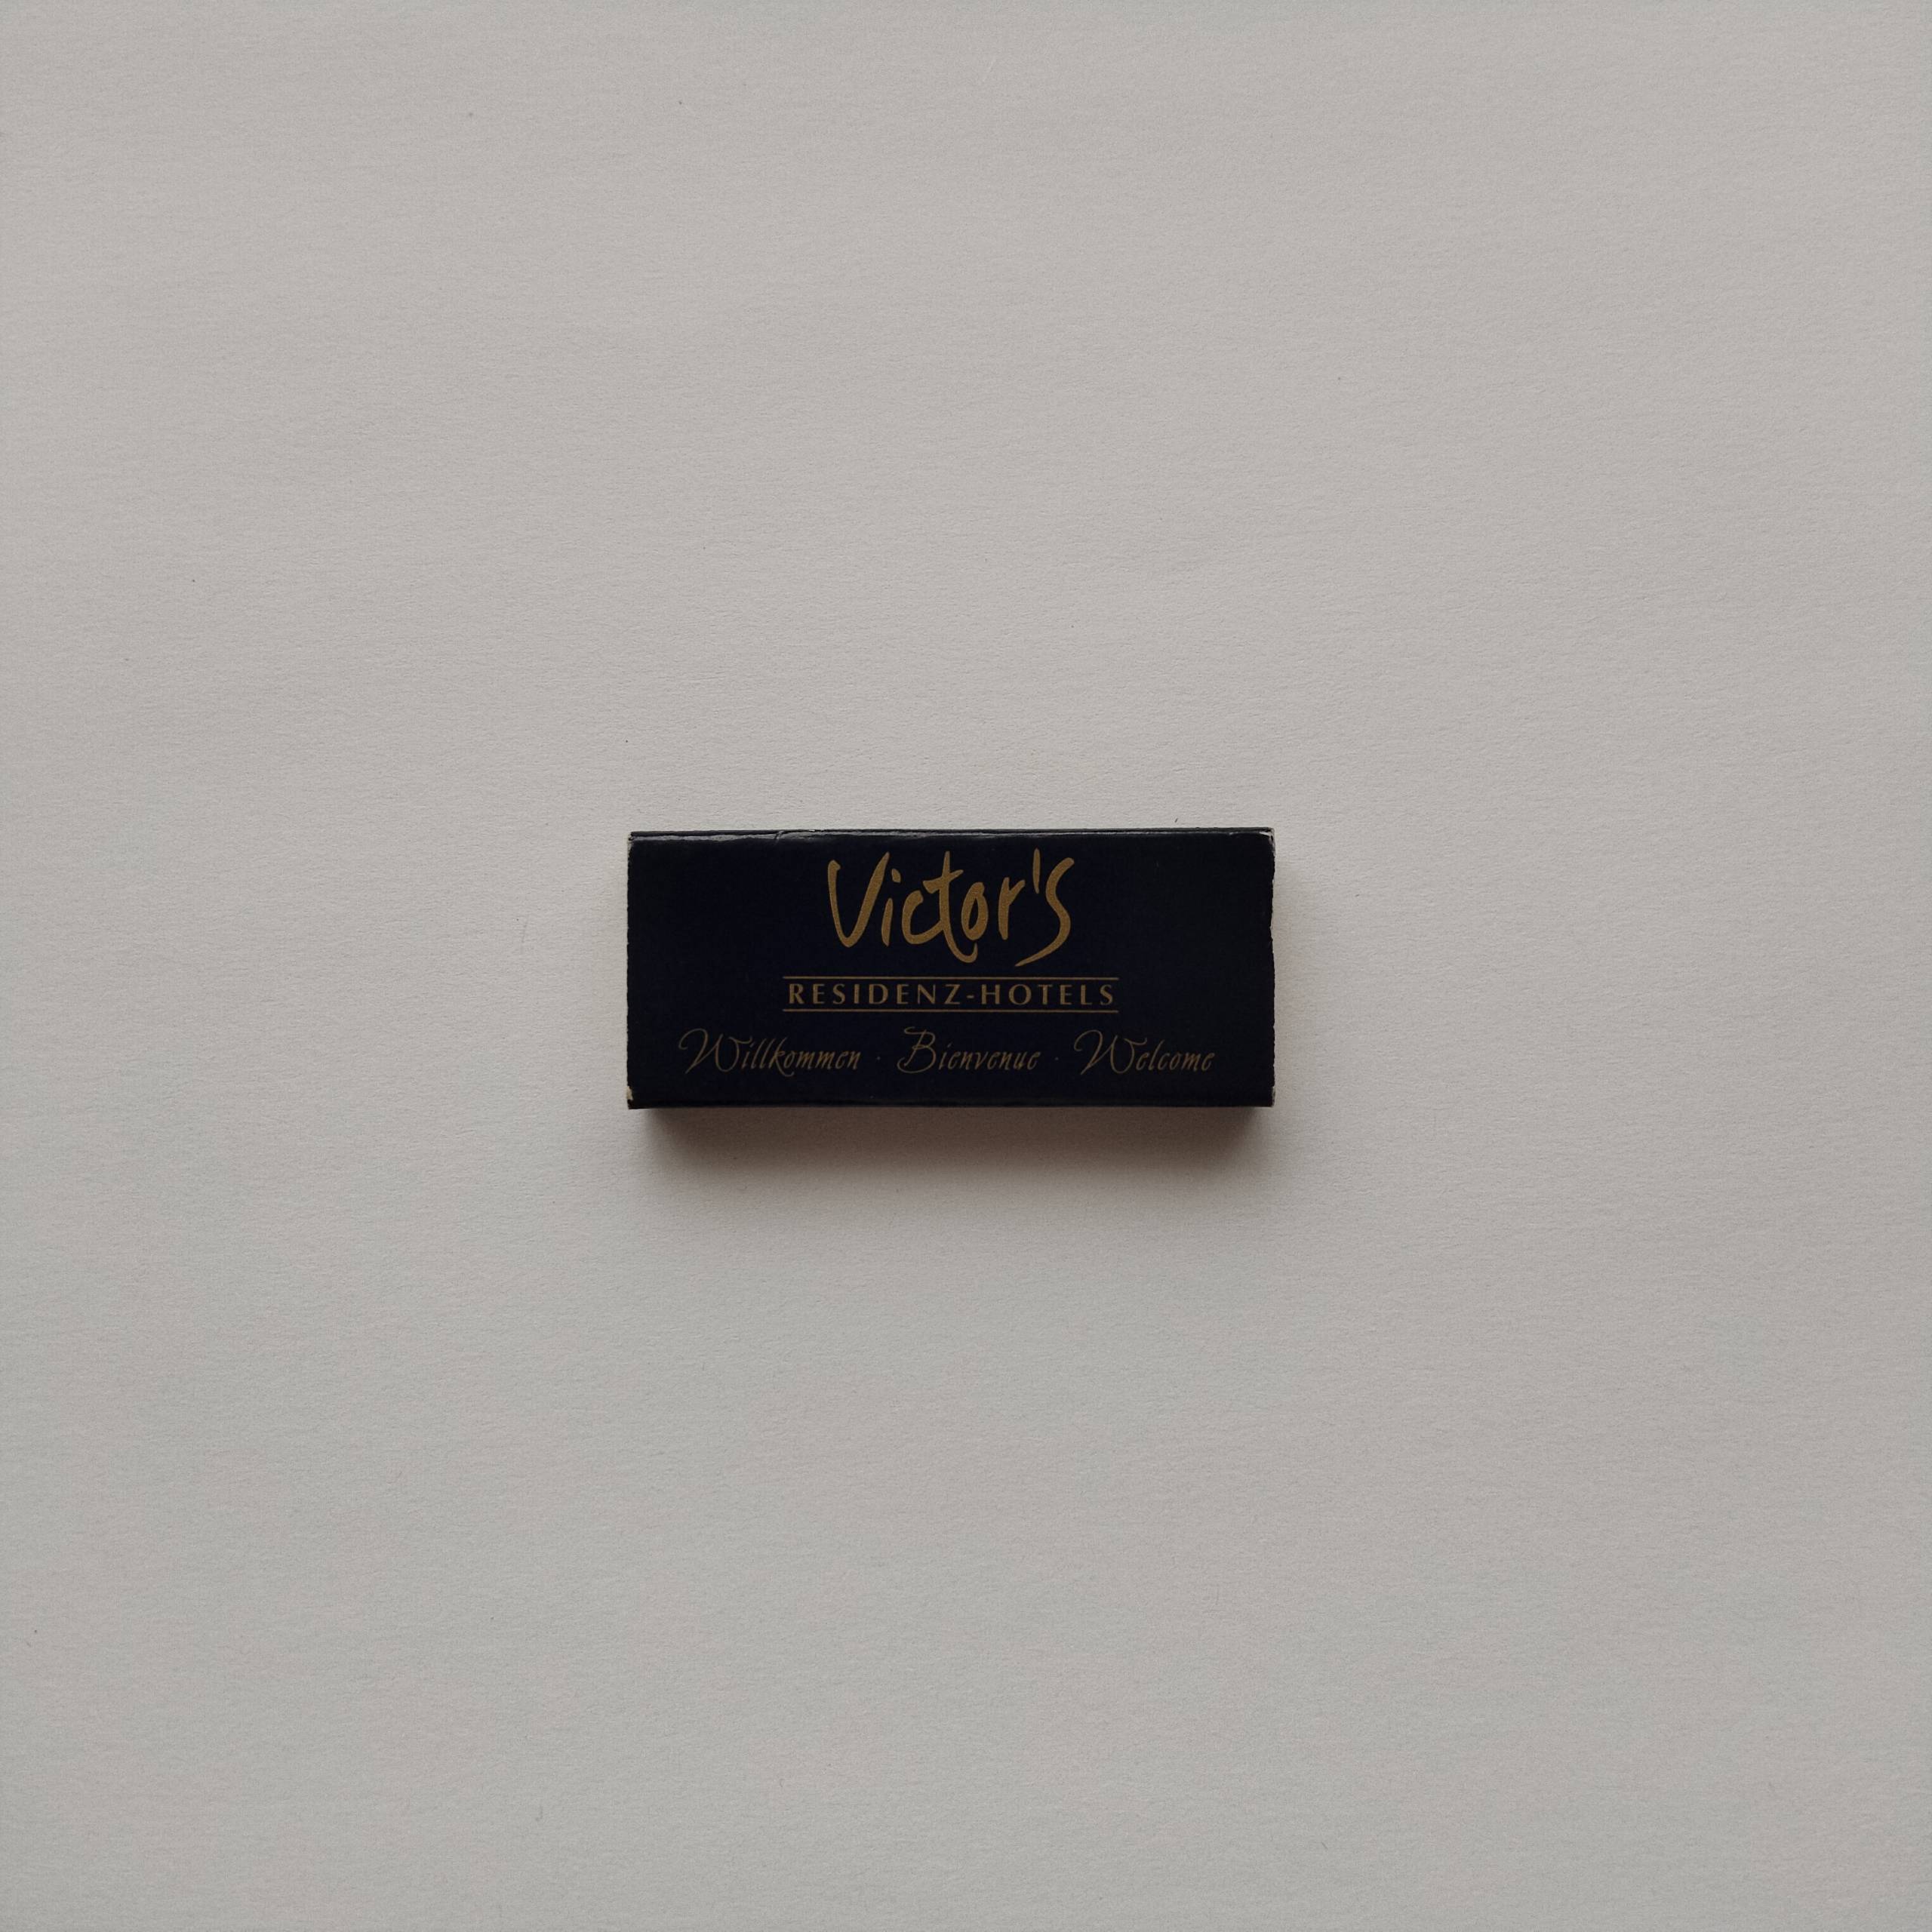 Victor's
RESIDENZ-HOTELS
Willkommen · Bienvenue · Welcome